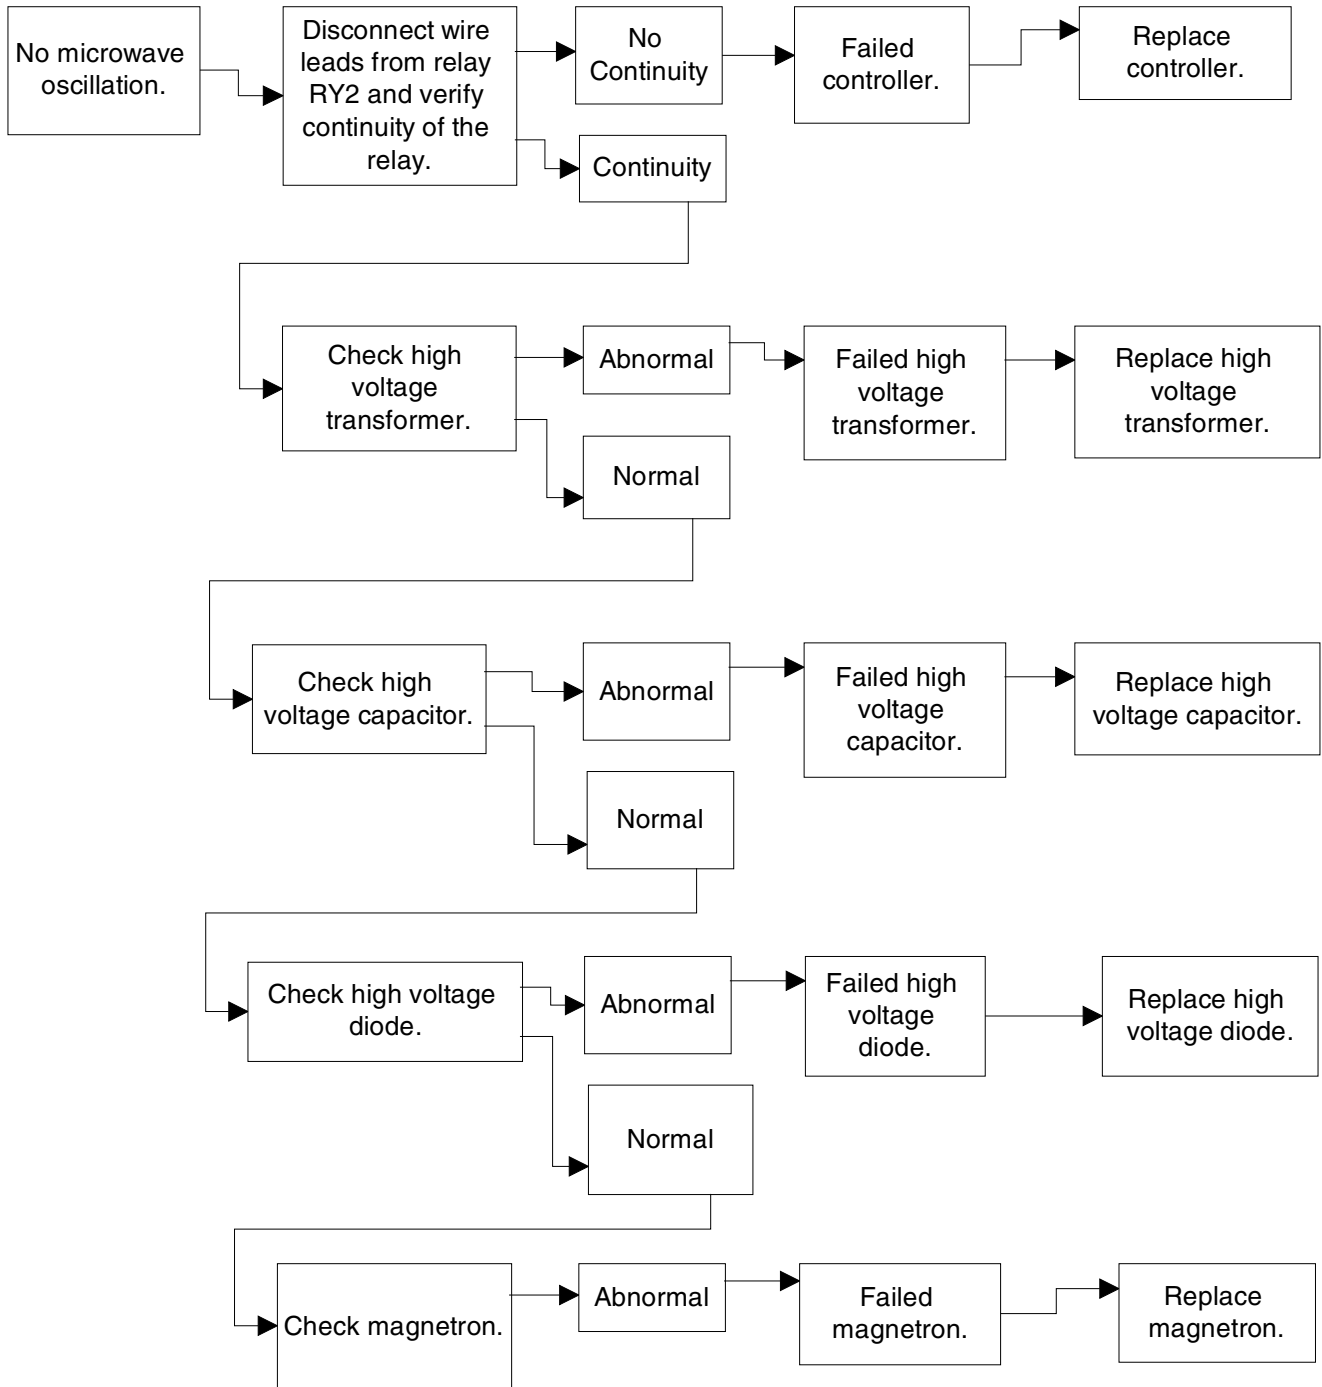 No microwave
oscillation.
Disconnect wire
leads from relay
RY2 and verify
continuity of the
relay.
No
Continuity
Failed
controller.
Replace
controller.
Continuity
Check high
voltage
transformer.
Abnormal
Failed high
voltage
transformer.
Replace high
voltage
transformer.
Normal
Check high
voltage capacitor.
Abnormal
Failed high
voltage
capacitor.
Replace high
voltage capacitor.
Normal
Check high voltage
diode.
Abnormal
Failed high
voltage
diode.
Replace high
voltage diode.
Normal
Check magnetron.
Abnormal
Failed
magnetron.
Replace
magnetron.